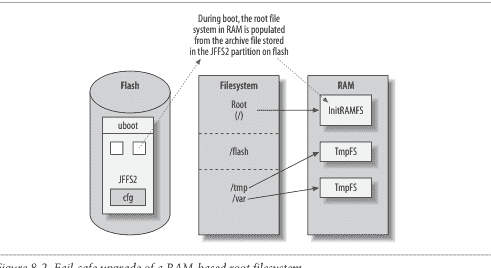 During boot, the root file
system in RAM is populated
from the archive file stored
in the JFFS2 partition on flash
Flash
uboot
JFFS2
cfg
Filesystem
Root
(/)
/flash
/tmp
/var
RAM
InitRAMFS
TmpFS
TmpFS
Figure 8-2. Fail-safe upgrade of a RAM-based root filesystem